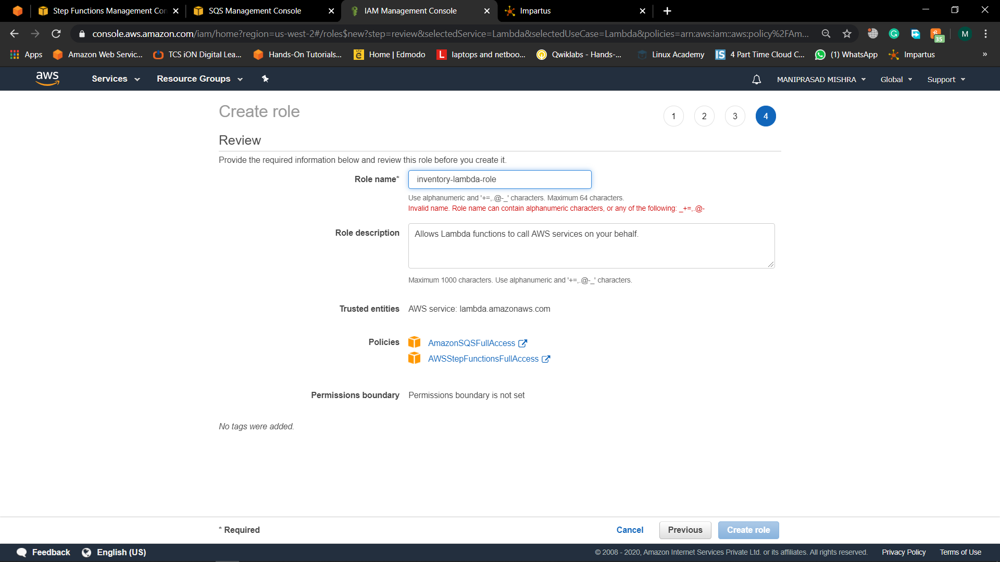 Step Functions Management Con
SQS Management Console
IAM Management Console
Impartus
console.aws.amazon.com/iam/home?region=us-west-2#/roles$new?step=review&selectedService=Lambda&selectedUseCase=Lambda&policies=arn:aws:iam::aws:policy%2FAm...
35
M
Apps
Amazon Web Servic...
TCS iON Digital Lea...
Hands-On Tutorials...
Home | Edmodo
laptops and netboo...
Qwiklabs - Hands-...
Linux Academy
4 Part Time Cloud C...
(1) WhatsApp
Impartus
»
aws
Services
Resource Groups
MANIPRASAD MISHRA
Global
Support
Create role
1 2 3 4
Review
Provide the required information below and review this role before you create it.
Role name* inventory-lambda-role
Use alphanumeric and '+=,.@-_' characters. Maximum 64 characters.
Invalid name. Role name can contain alphanumeric characters, or any of the following: _+=,.@-
Role description Allows Lambda functions to call AWS services on your behalf.
Maximum 1000 characters. Use alphanumeric and '+=,.@-_' characters.
Trusted entities AWS service: lambda.amazonaws.com
Policies AmazonSQSFullAccess
AWSStepFunctionsFullAccess
Permissions boundary Permissions boundary is not set
No tags were added.
* Required
Cancel
Previous
Create role
Feedback
English (US)
© 2008 - 2020, Amazon Internet Services Private Ltd. or its affiliates. All rights reserved.
Privacy Policy
Terms of Use